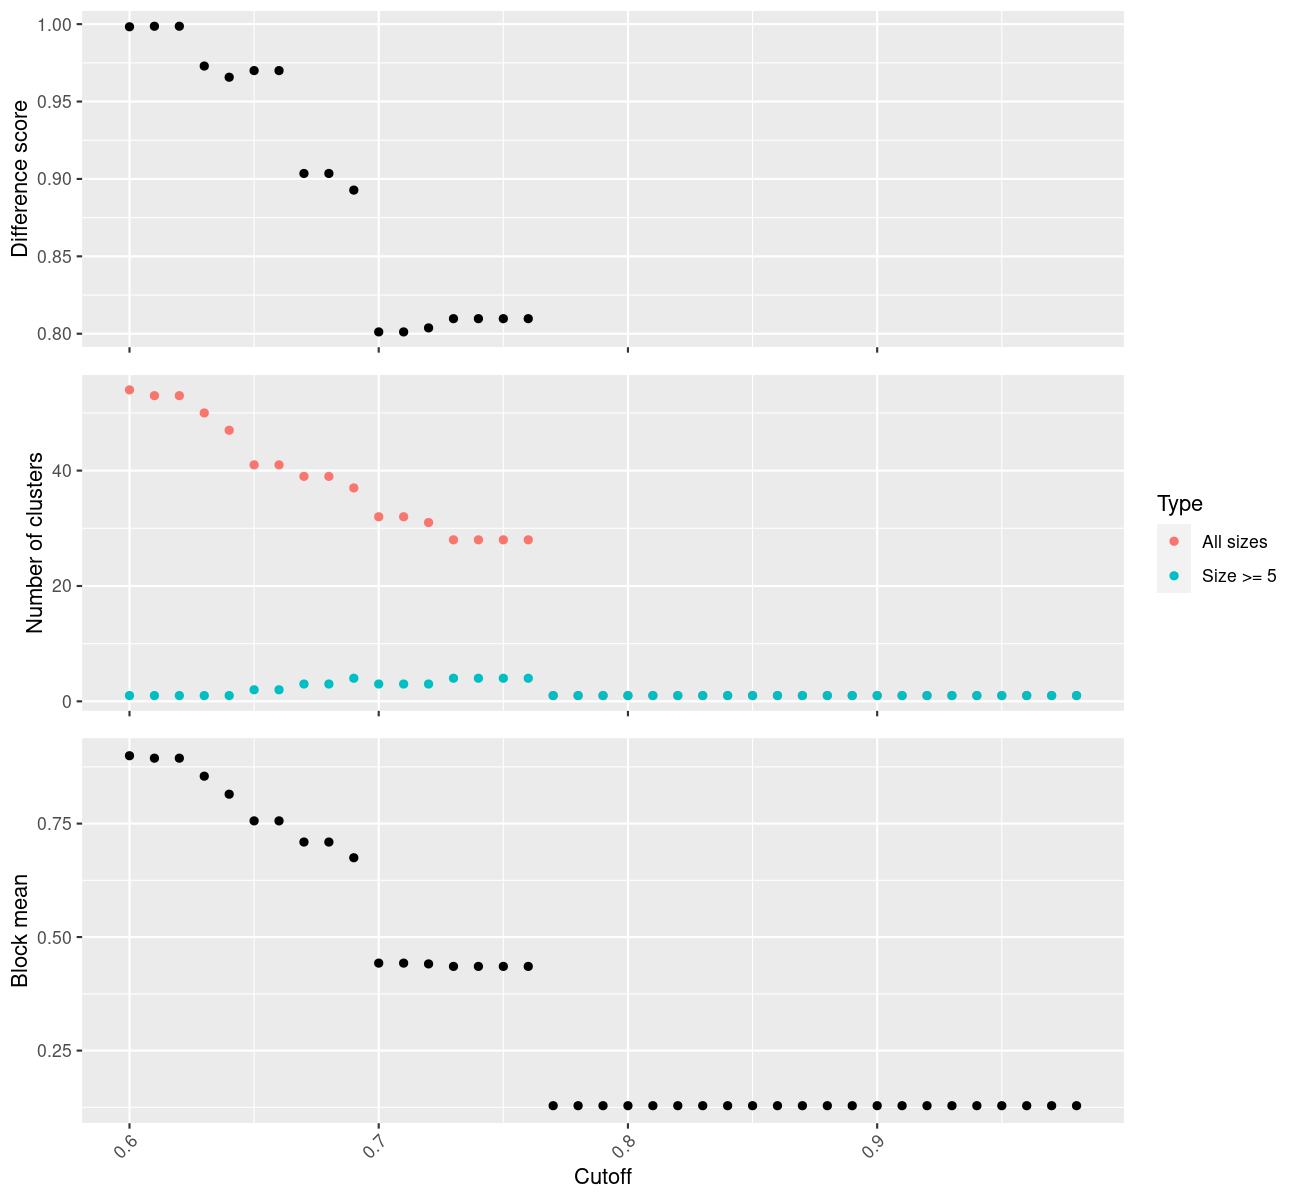 1.00
0.95
0.90
0.85
0.80
Difference score
40
20
0
Number of clusters
Type
All sizes
Size >= 5
0.75
0.50
0.25
Block mean
0.6
0.7
0.8
0.9
Cutoff